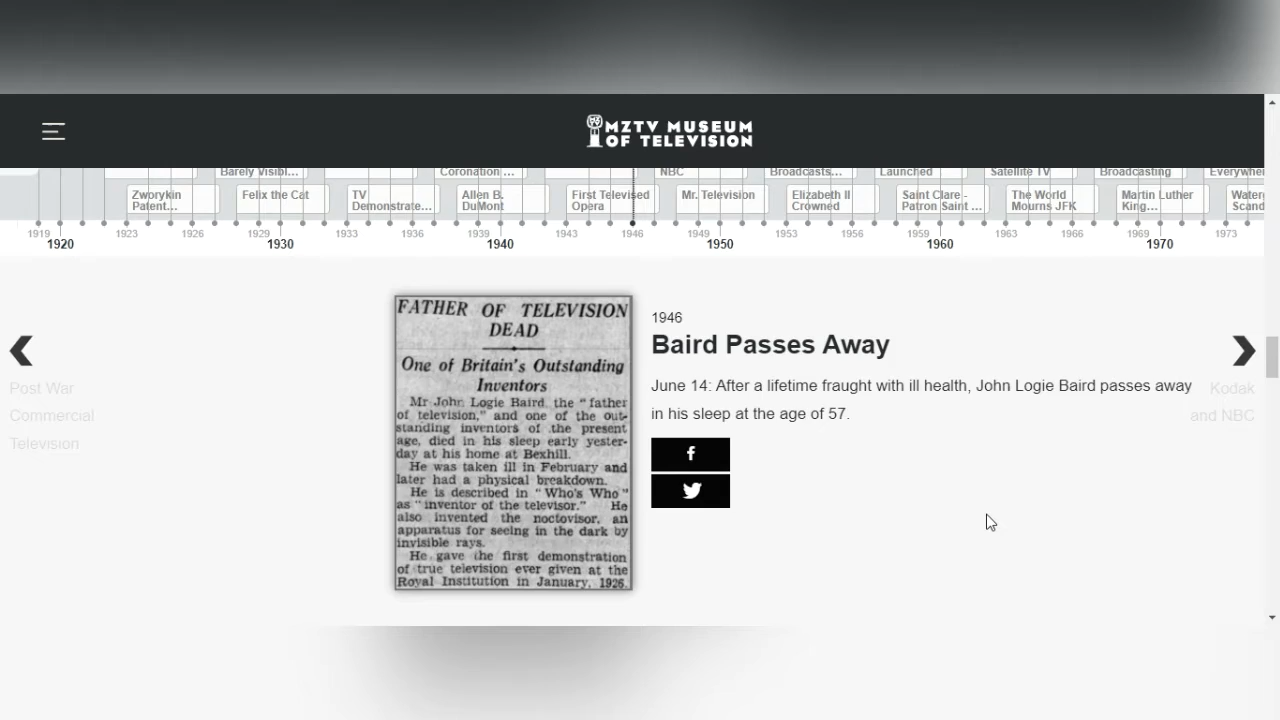 MZTV MUSEUM
OF TELEVISION
Barely Visibl...
Coronation ...
NBC
Broadcasts...
Launched
Satellite TV
Broadcasting
Everywhere
Zworykin
Patent...
Felix the Cat
TV
Demonstrate...
Allen B.
DuMont
First Televised
Opera
Mr. Television
Elizabeth II
Crowned
Saint Clare -
Patron Saint ...
The World
Mourns JFK
Martin Luther
King...
Water
Scand
1919 1923 1926 1929 1933 1936 1939 1943 1946 1949 1953 1956 1959 1963 1966 1969 1973
1920 1930 1940 1950 1960 1970
Post War
Commercial
Television
FATHER OF TELEVISION
DEAD
One of Britain's Outstanding
Inventors
Mr John Logie Baird, the "father
of television," and one of the out-
standing inventors of the present
age, died in his sleep early yester-
day at his home at Bexhill.
He was taken ill in February and
later had a physical breakdown.
He is described in "Who's Who"
as "inventor of the televisor." He
also invented the noctovisor, an
apparatus for seeing in the dark by
invisible rays.
He gave the first demonstration
of true television ever given at the
Royal Institution in January, 1926.
1946
Baird Passes Away
June 14: After a lifetime fraught with ill health, John Logie Baird passes away
in his sleep at the age of 57.
Kodak
and NBC